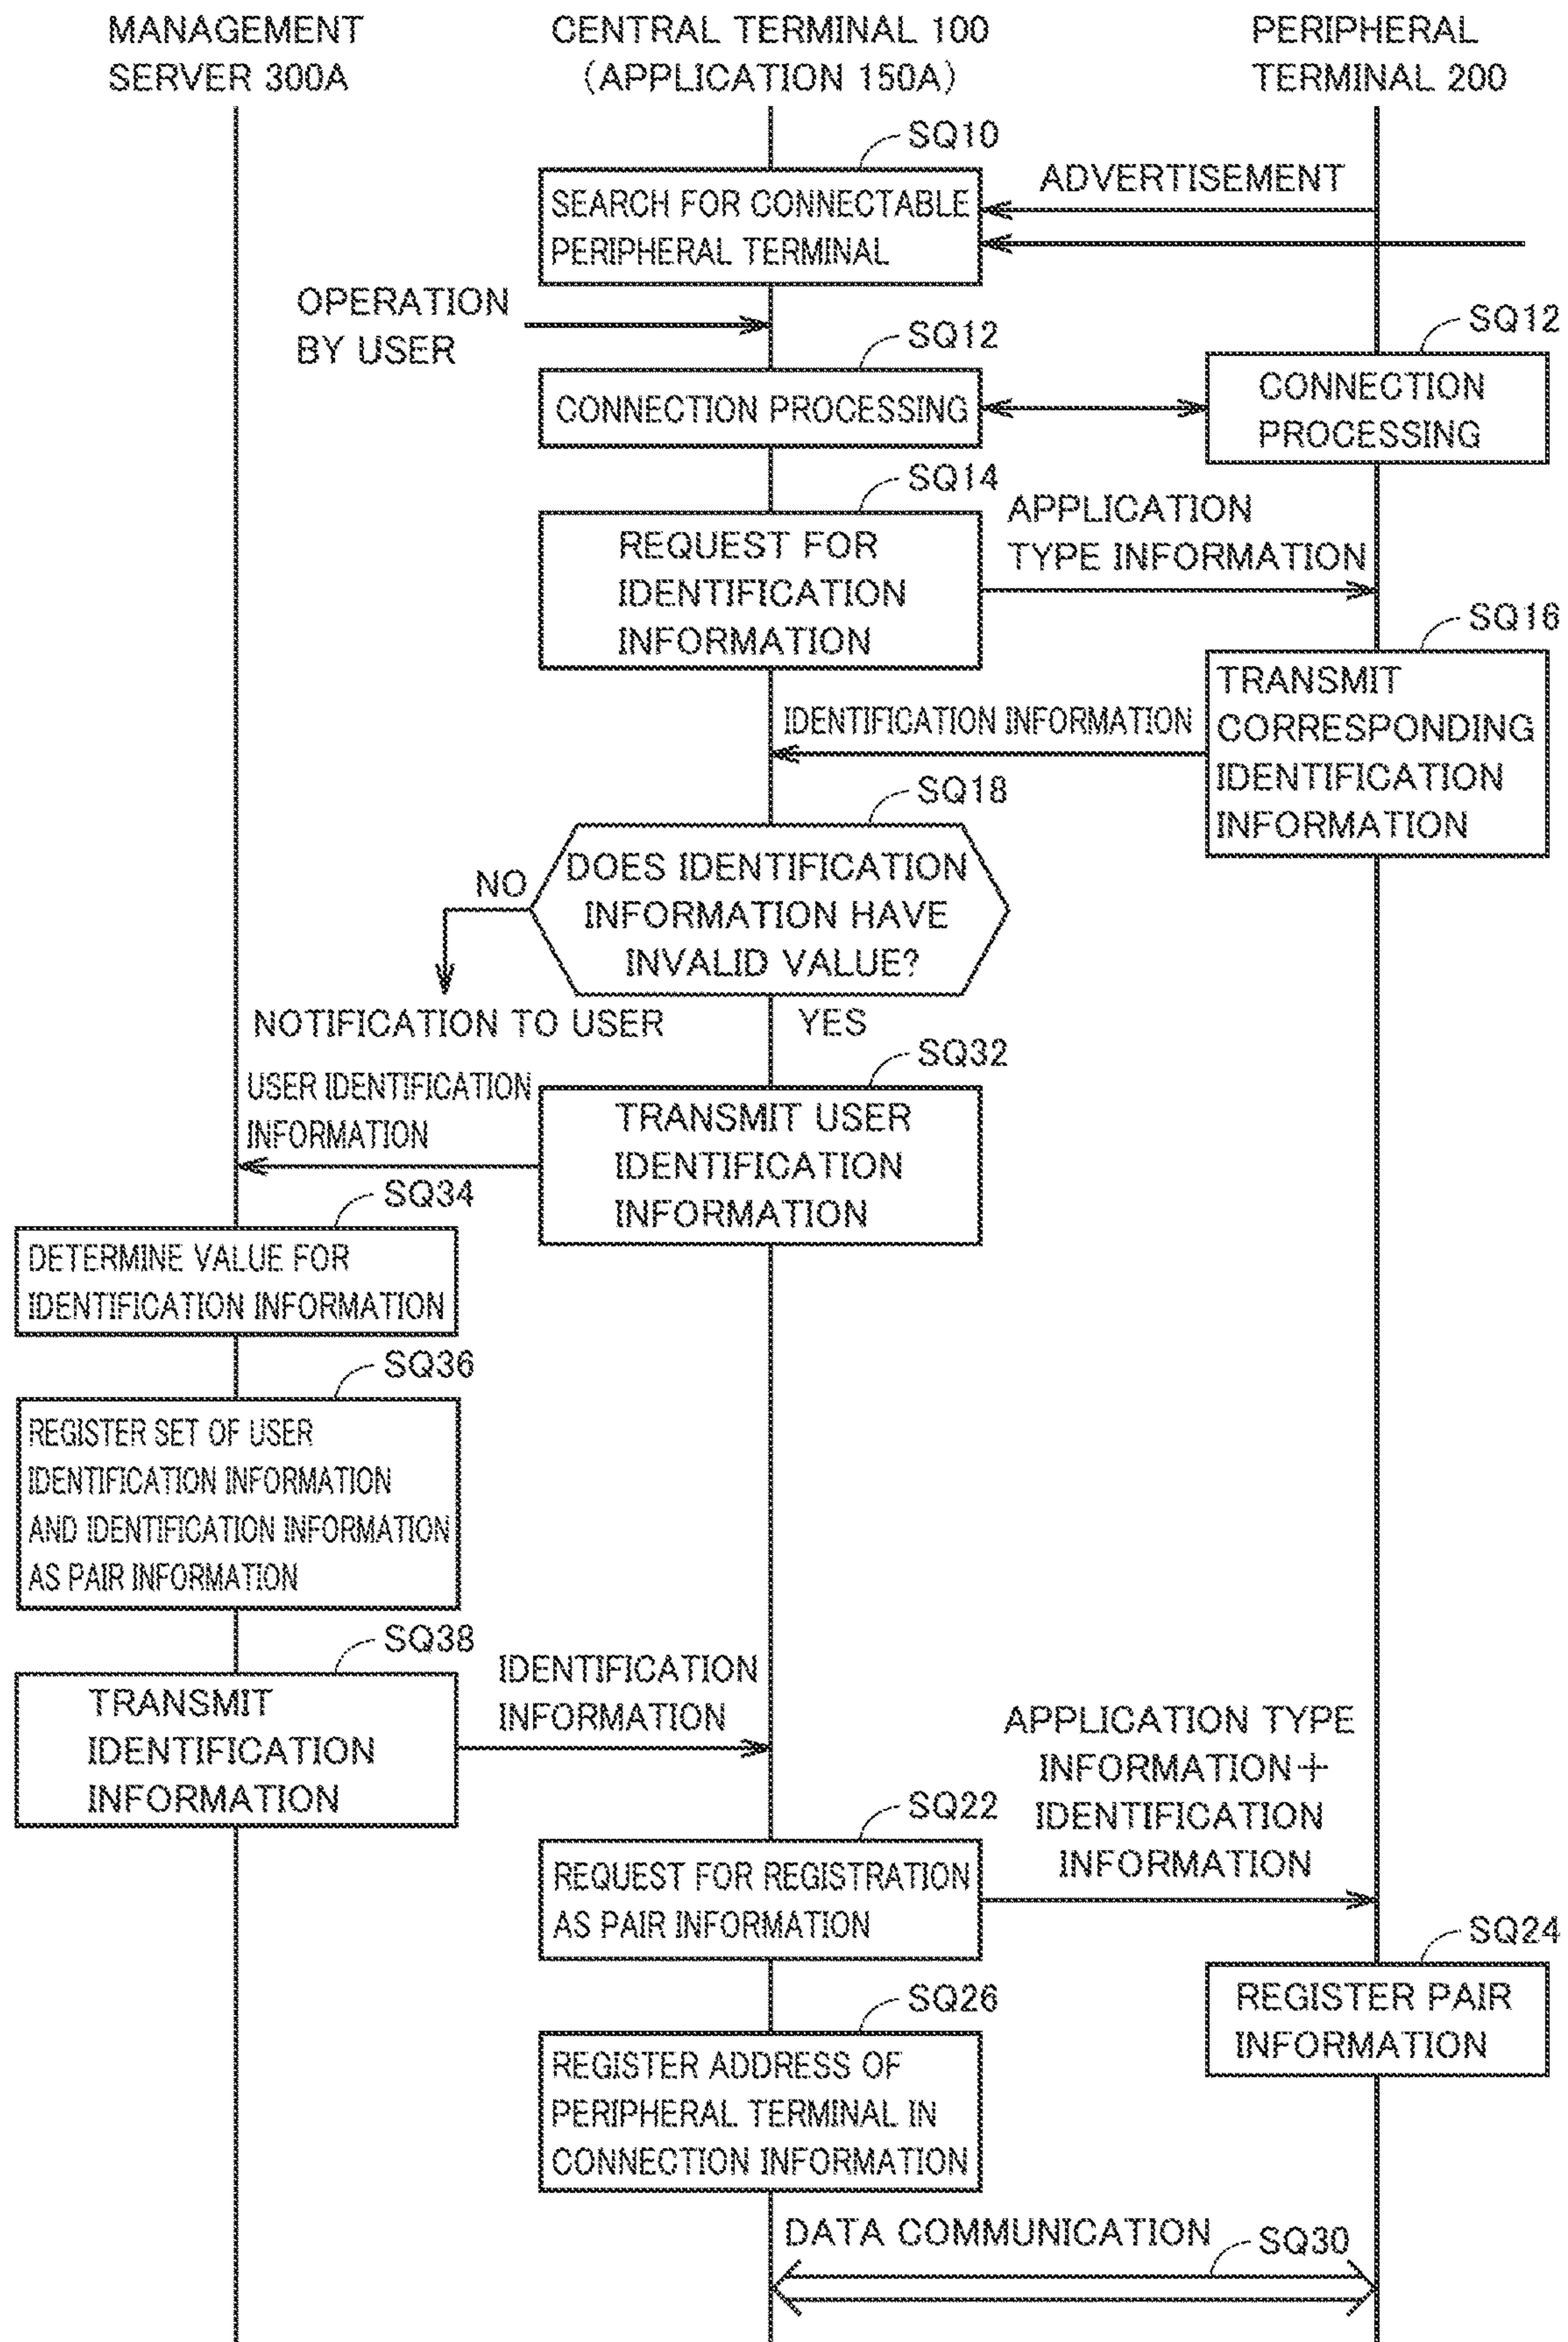 MANAGEMENT
SERVER 300A
CENTRAL TERMINAL 100
(APPLICATION 150A)
PERIPHERAL
TERMINAL 200
SQ10
SEARCH FOR CONNECTABLE
PERIPHERAL TERMINAL
ADVERTISEMENT
OPERATION
BY USER
SQ12
CONNECTION PROCESSING
SQ12
CONNECTION
PROCESSING
SQ14
REQUEST FOR
IDENTIFICATION
INFORMATION
APPLICATION
TYPE INFORMATION
SQ16
TRANSMIT
CORRESPONDING
IDENTIFICATION
INFORMATION
IDENTIFICATION INFORMATION
SQ18
DOES IDENTIFICATION
INFORMATION HAVE
INVALID VALUE?
NO
NOTIFICATION TO USER
YES
SQ32
TRANSMIT USER
IDENTIFICATION
INFORMATION
USER IDENTIFICATION
INFORMATION
SQ34
DETERMINE VALUE FOR
IDENTIFICATION INFORMATION
SQ36
REGISTER SET OF USER
IDENTIFICATION INFORMATION
AND IDENTIFICATION INFORMATION
AS PAIR INFORMATION
SQ38
TRANSMIT
IDENTIFICATION
INFORMATION
IDENTIFICATION
INFORMATION
SQ22
REQUEST FOR REGISTRATION
AS PAIR INFORMATION
APPLICATION TYPE
INFORMATION+
IDENTIFICATION
INFORMATION
SQ24
REGISTER PAIR
INFORMATION
SQ26
REGISTER ADDRESS OF
PERIPHERAL TERMINAL IN
CONNECTION INFORMATION
DATA COMMUNICATION
SQ30